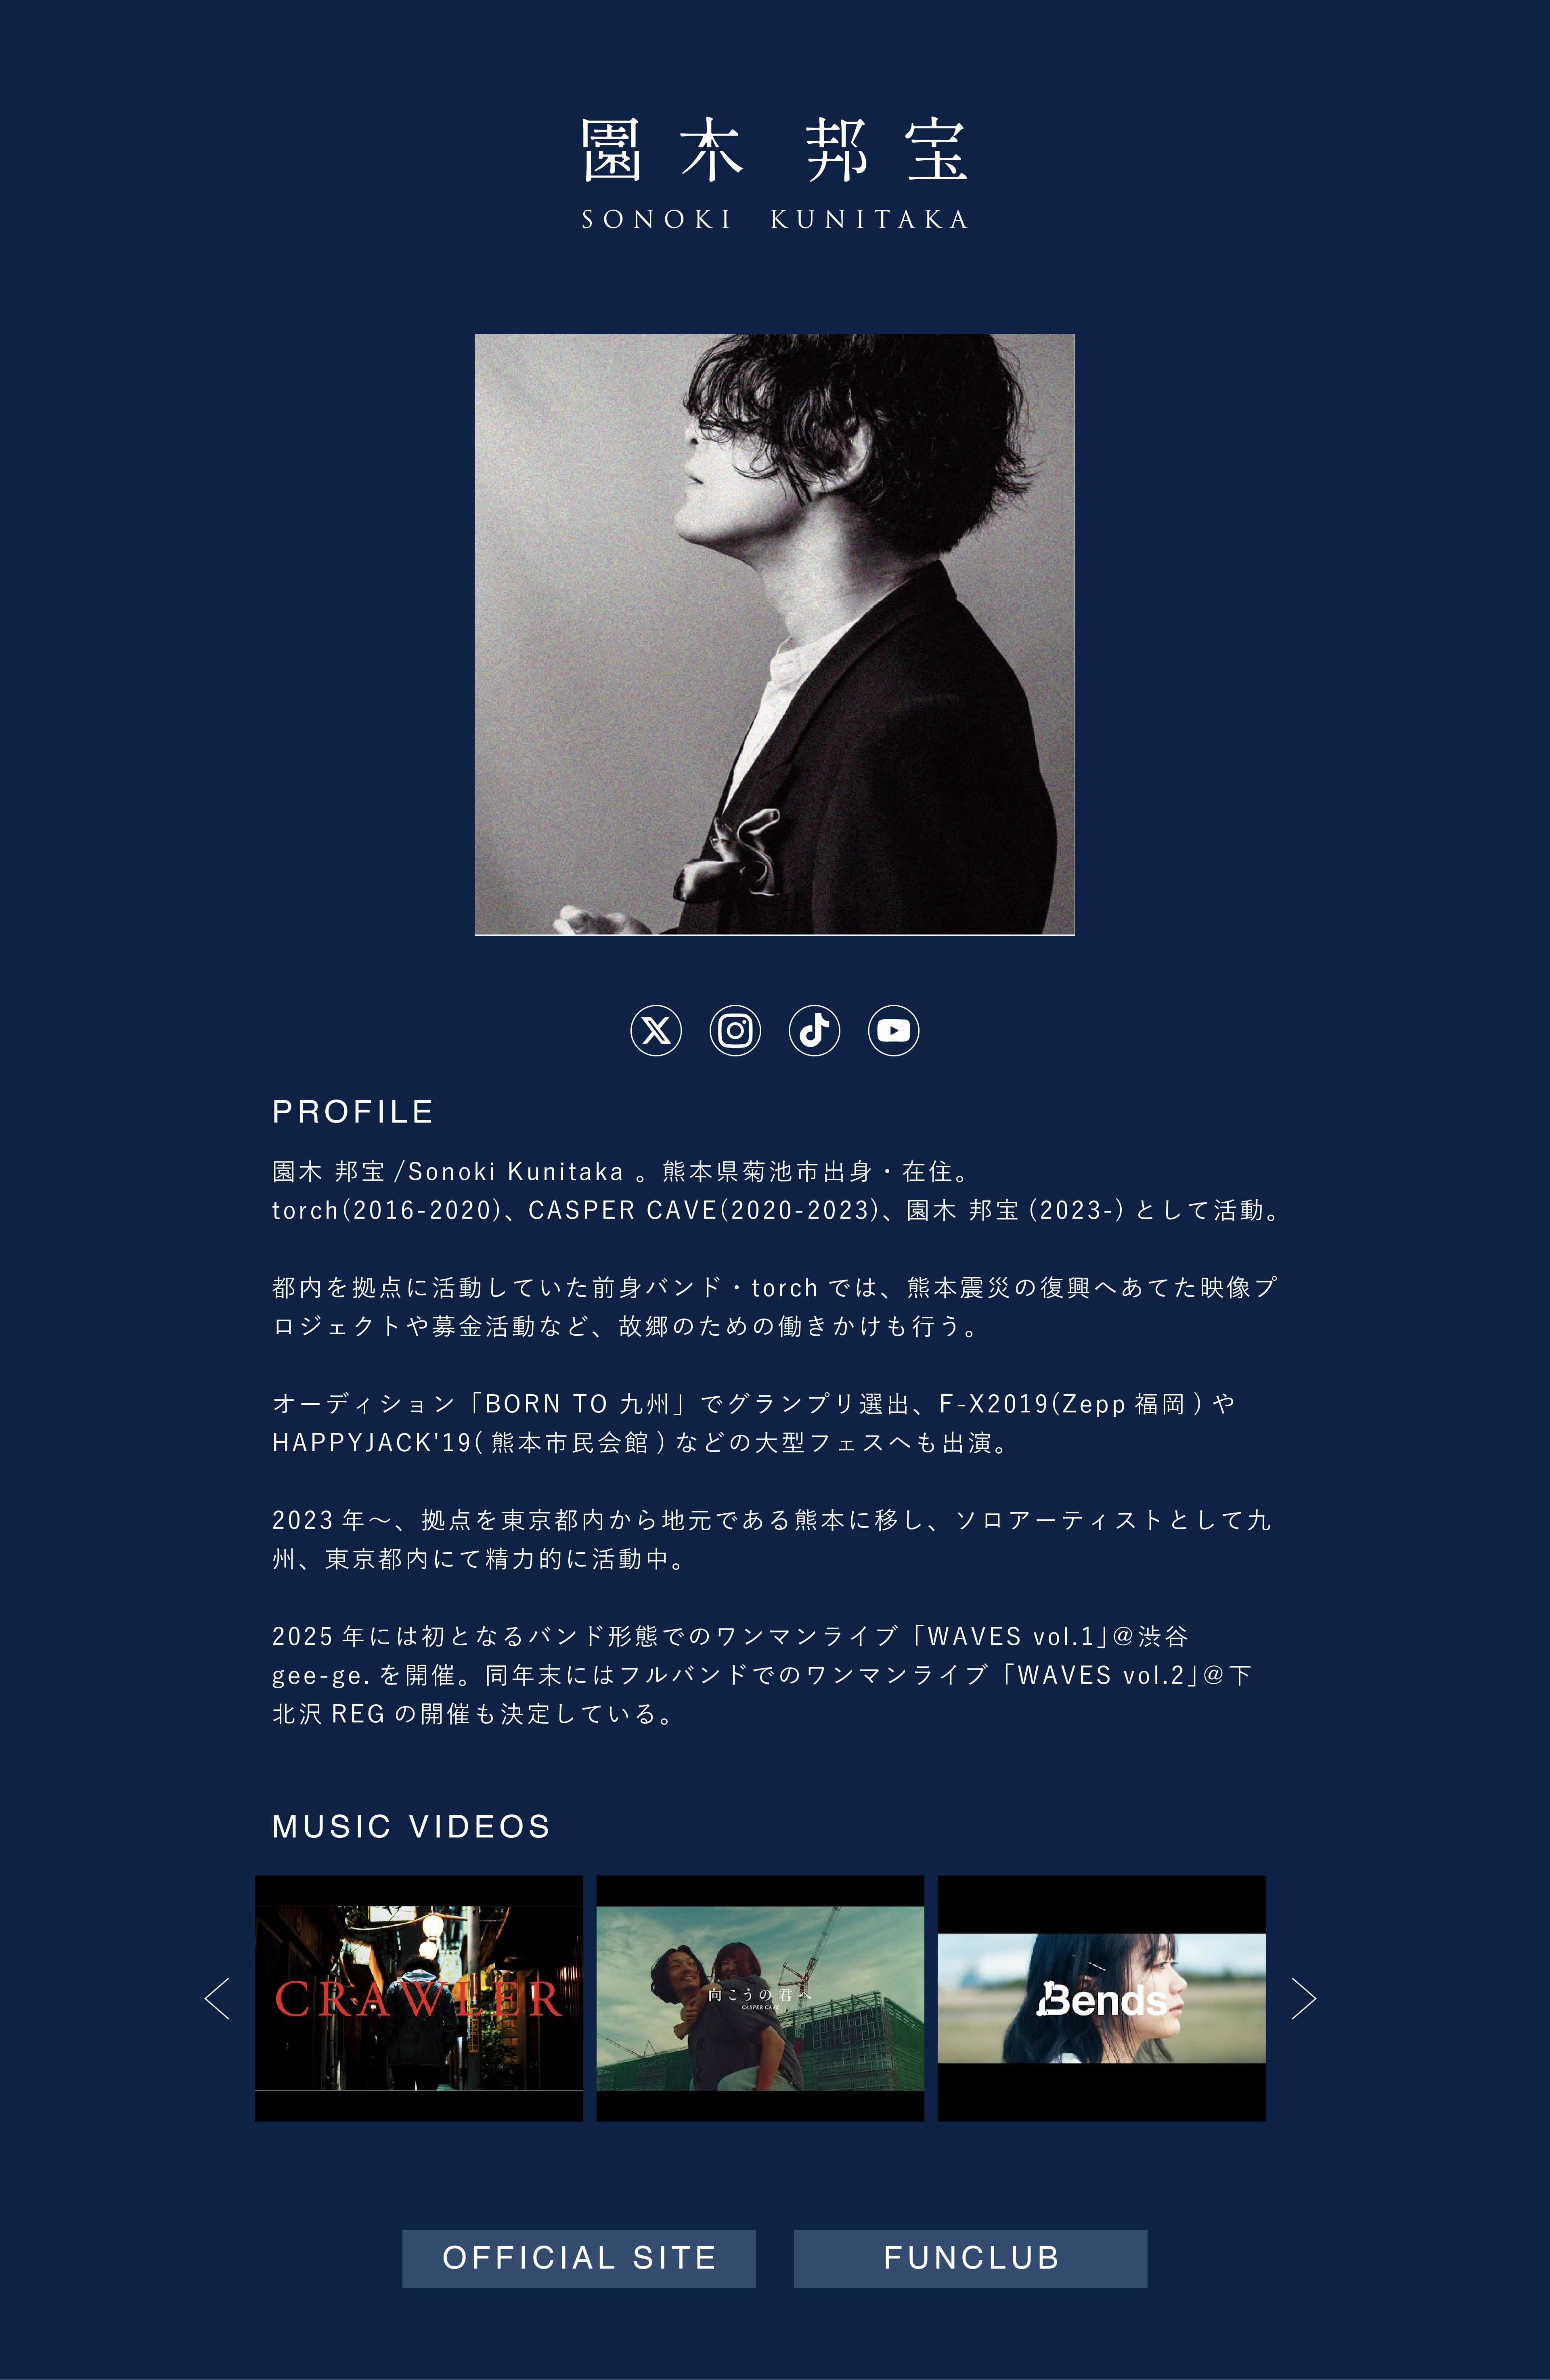 園木 邦宝
SONOKI KUNITAKA
PROFILE
園木 邦宝 /Sonoki Kunitaka 。熊本県菊池市出身・在住。
torch(2016-2020)、CASPER CAVE(2020-2023)、園木 邦宝 (2023-) として活動。
都内を拠点に活動していた前身バンド・torch では、熊本震災の復興へあてた映像プ
ロジェクトや募金活動など、故郷のための働きかけも行う。
オーディション「BORN TO 九州」でグランプリ選出、F-X2019(Zepp 福岡 ) や
HAPPYJACK'19( 熊本市民会館 ) などの大型フェスへも出演。
2023 年〜、拠点を東京都内から地元である熊本に移し、ソロアーティストとして九
州、東京都内にて精力的に活動中。
2025 年には初となるバンド形態でのワンマンライブ「WAVES vol.1」@渋谷
gee-ge. を開催。同年末にはフルバンドでのワンマンライブ「WAVES vol.2」@下
北沢 REG の開催も決定している。
MUSIC VIDEOS
CRAWLER
向こうの君へ
CASPER CAVE
Bends
OFFICIAL SITE
FUNCLUB